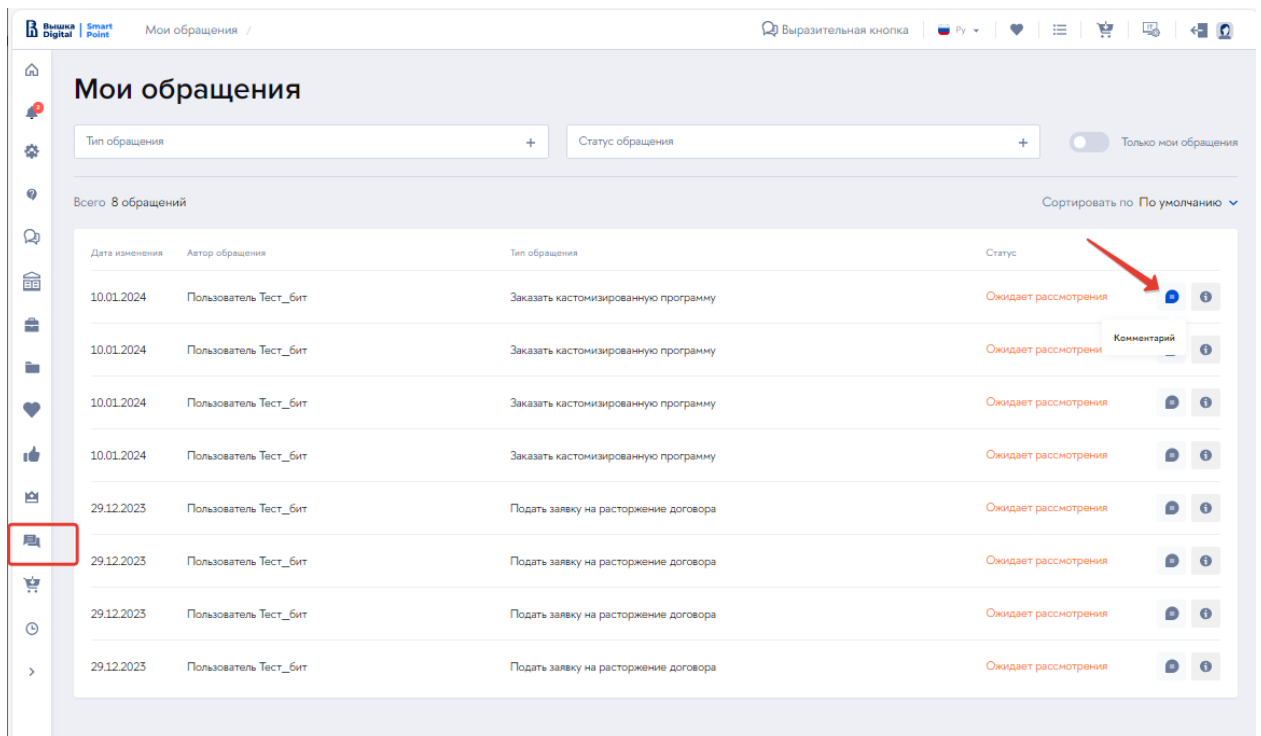 Вышка Digital | Smart Point Мои обращения / Выразительная кнопка Ру
2
Мои обращения
Тип обращения + Статус обращения + Только мои обращения
Всего 8 обращений Сортировать по По умолчанию
Дата изменения Автор обращения Тип обращения Статус
10.01.2024 Пользователь Тест_бит Заказать кастомизированную программу Ожидает рассмотрения
Комментарий
10.01.2024 Пользователь Тест_бит Заказать кастомизированную программу Ожидает рассмотрени
10.01.2024 Пользователь Тест_бит Заказать кастомизированную программу Ожидает рассмотрения
10.01.2024 Пользователь Тест_бит Заказать кастомизированную программу Ожидает рассмотрения
29.12.2023 Пользователь Тест_бит Подать заявку на расторжение договора Ожидает рассмотрения
29.12.2023 Пользователь Тест_бит Подать заявку на расторжение договора Ожидает рассмотрения
29.12.2023 Пользователь Тест_бит Подать заявку на расторжение договора Ожидает рассмотрения
29.12.2023 Пользователь Тест_бит Подать заявку на расторжение договора Ожидает рассмотрения